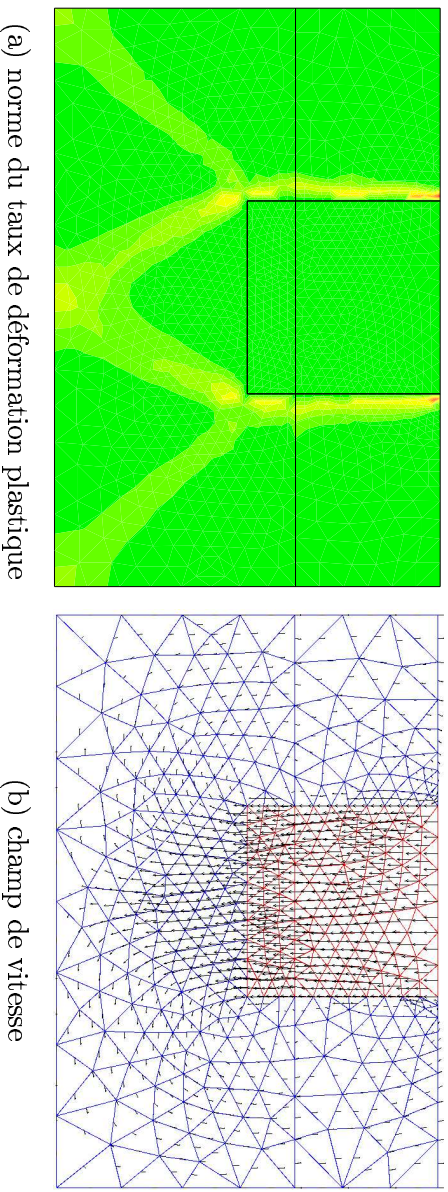 (a) norme du taux de déformation plastique
(b) champ de vitesse